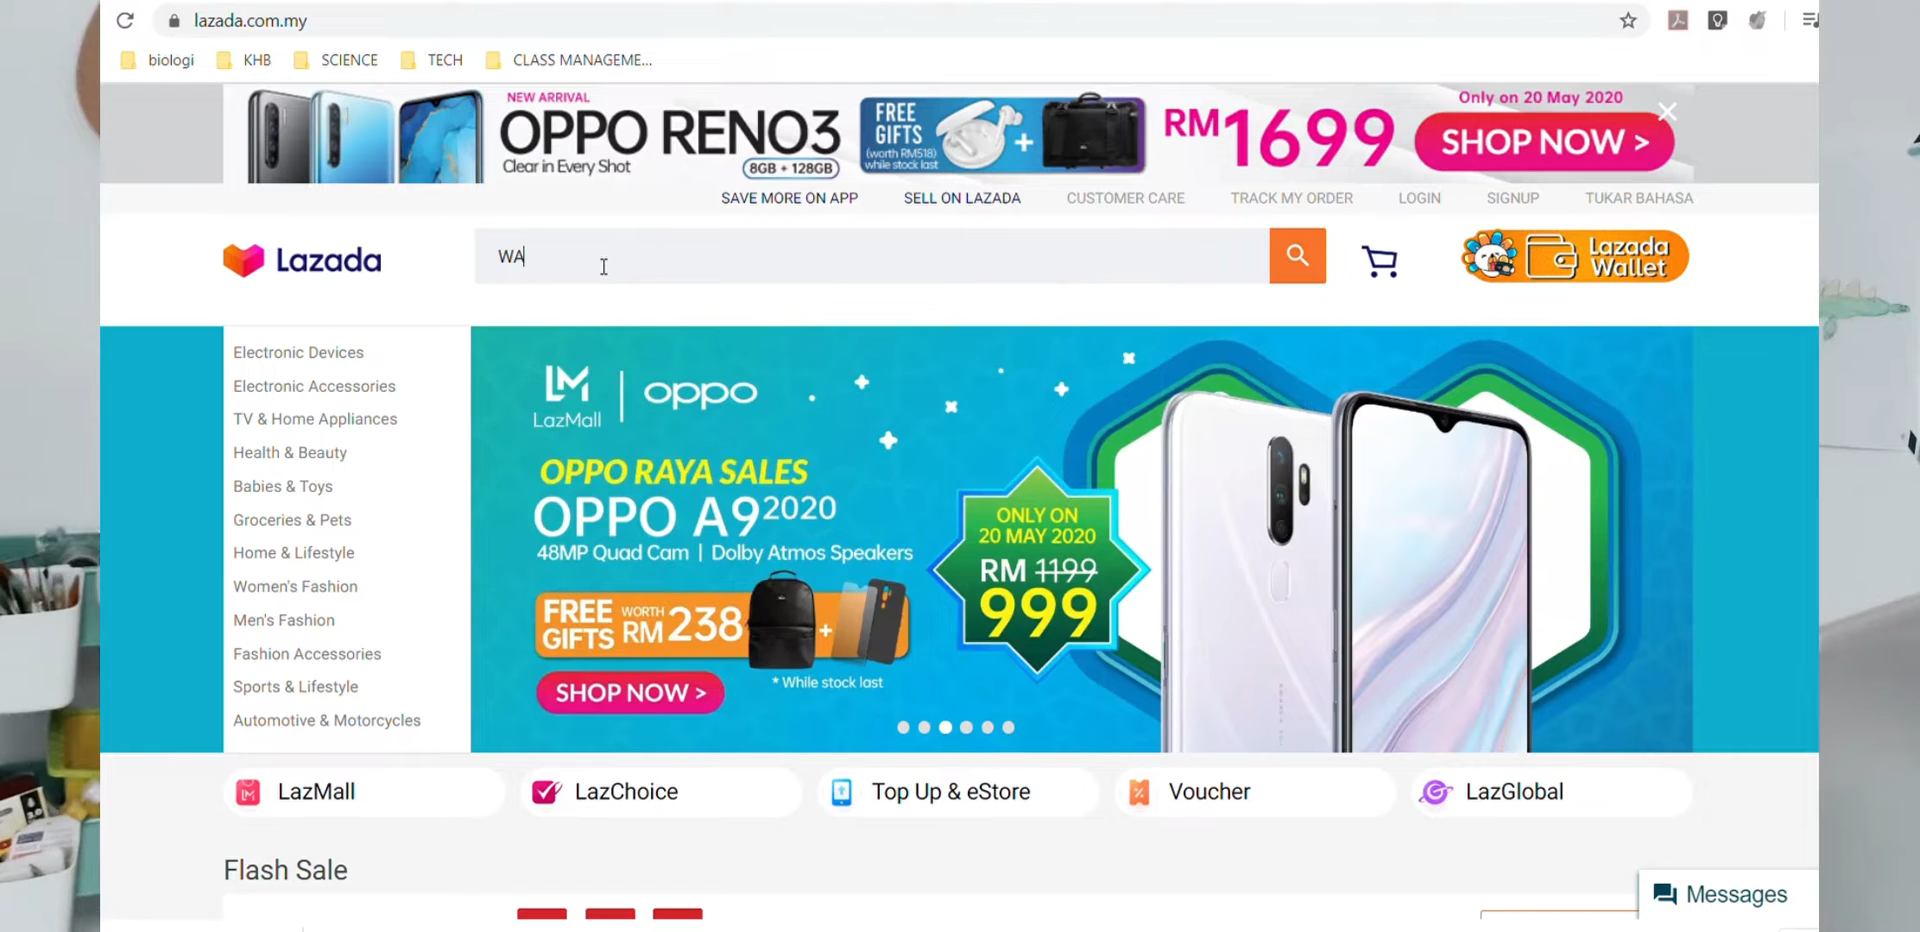 lazada.com.my
biologi KHB SCIENCE TECH CLASS MANAGEME...
NEW ARRIVAL
OPPO RENO3
Clear in Every Shot
8GB + 128GB
FREE
GIFTS
(worth RM518)
while stock last
RM1699
Only on 20 May 2020
SHOP NOW >
SAVE MORE ON APP SELL ON LAZADA CUSTOMER CARE TRACK MY ORDER LOGIN SIGNUP TUKAR BAHASA
Lazada
WA
Lazada
Wallet
Electronic Devices
Electronic Accessories
TV & Home Appliances
Health & Beauty
Babies & Toys
Groceries & Pets
Home & Lifestyle
Women's Fashion
Men's Fashion
Fashion Accessories
Sports & Lifestyle
Automotive & Motorcycles
LM
LazMall
oppo
OPPO RAYA SALES
OPPO A9 2020
48MP Quad Cam | Dolby Atmos Speakers
FREE
GIFTS
WORTH
RM238
+
SHOP NOW >
* While stock last
ONLY ON
20 MAY 2020
RM 1199
999
LazMall
LazChoice
Top Up & eStore
Voucher
LazGlobal
Flash Sale
Messages